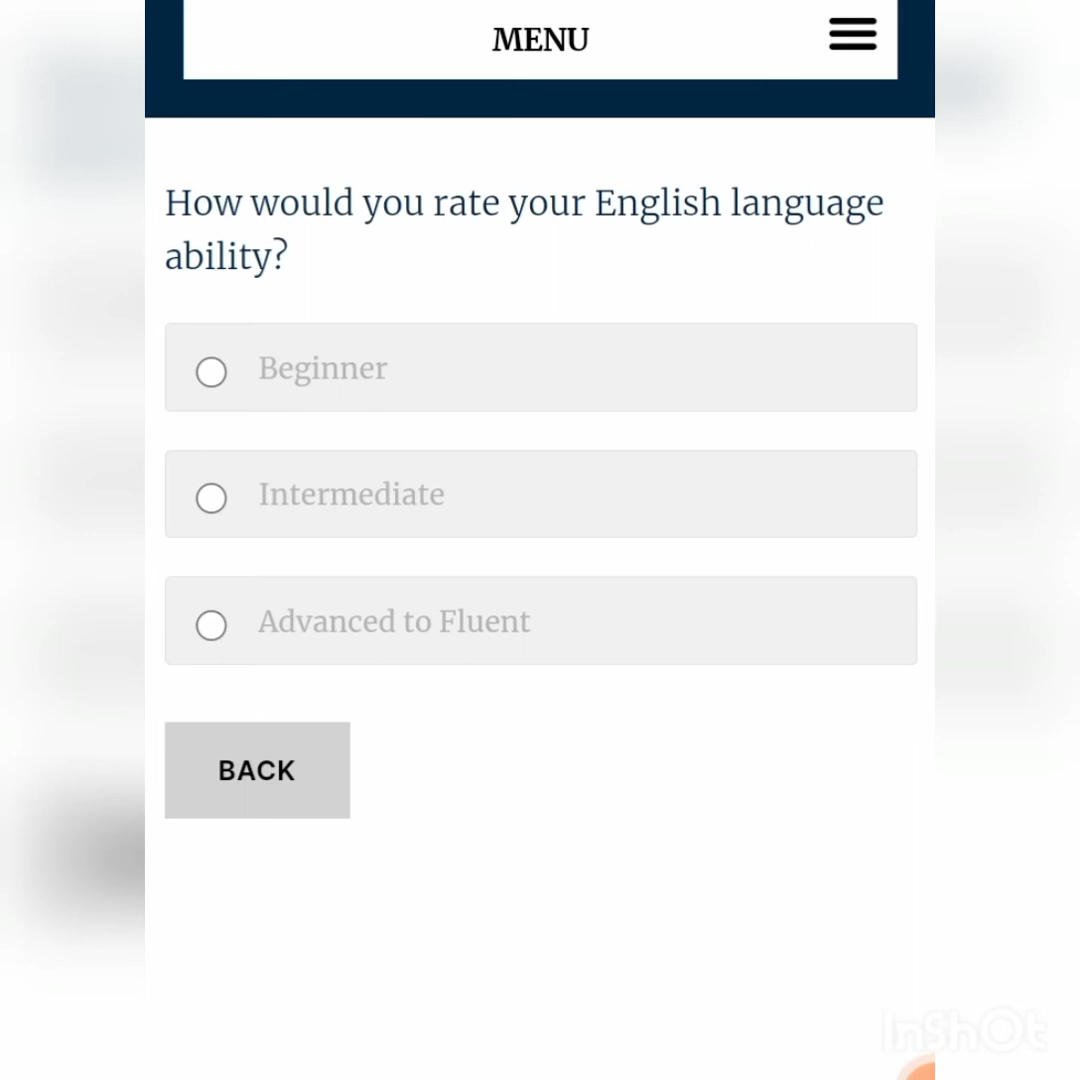 MENU
How would you rate your English language
ability?
Beginner
Intermediate
Advanced to Fluent
BACK
InShOt